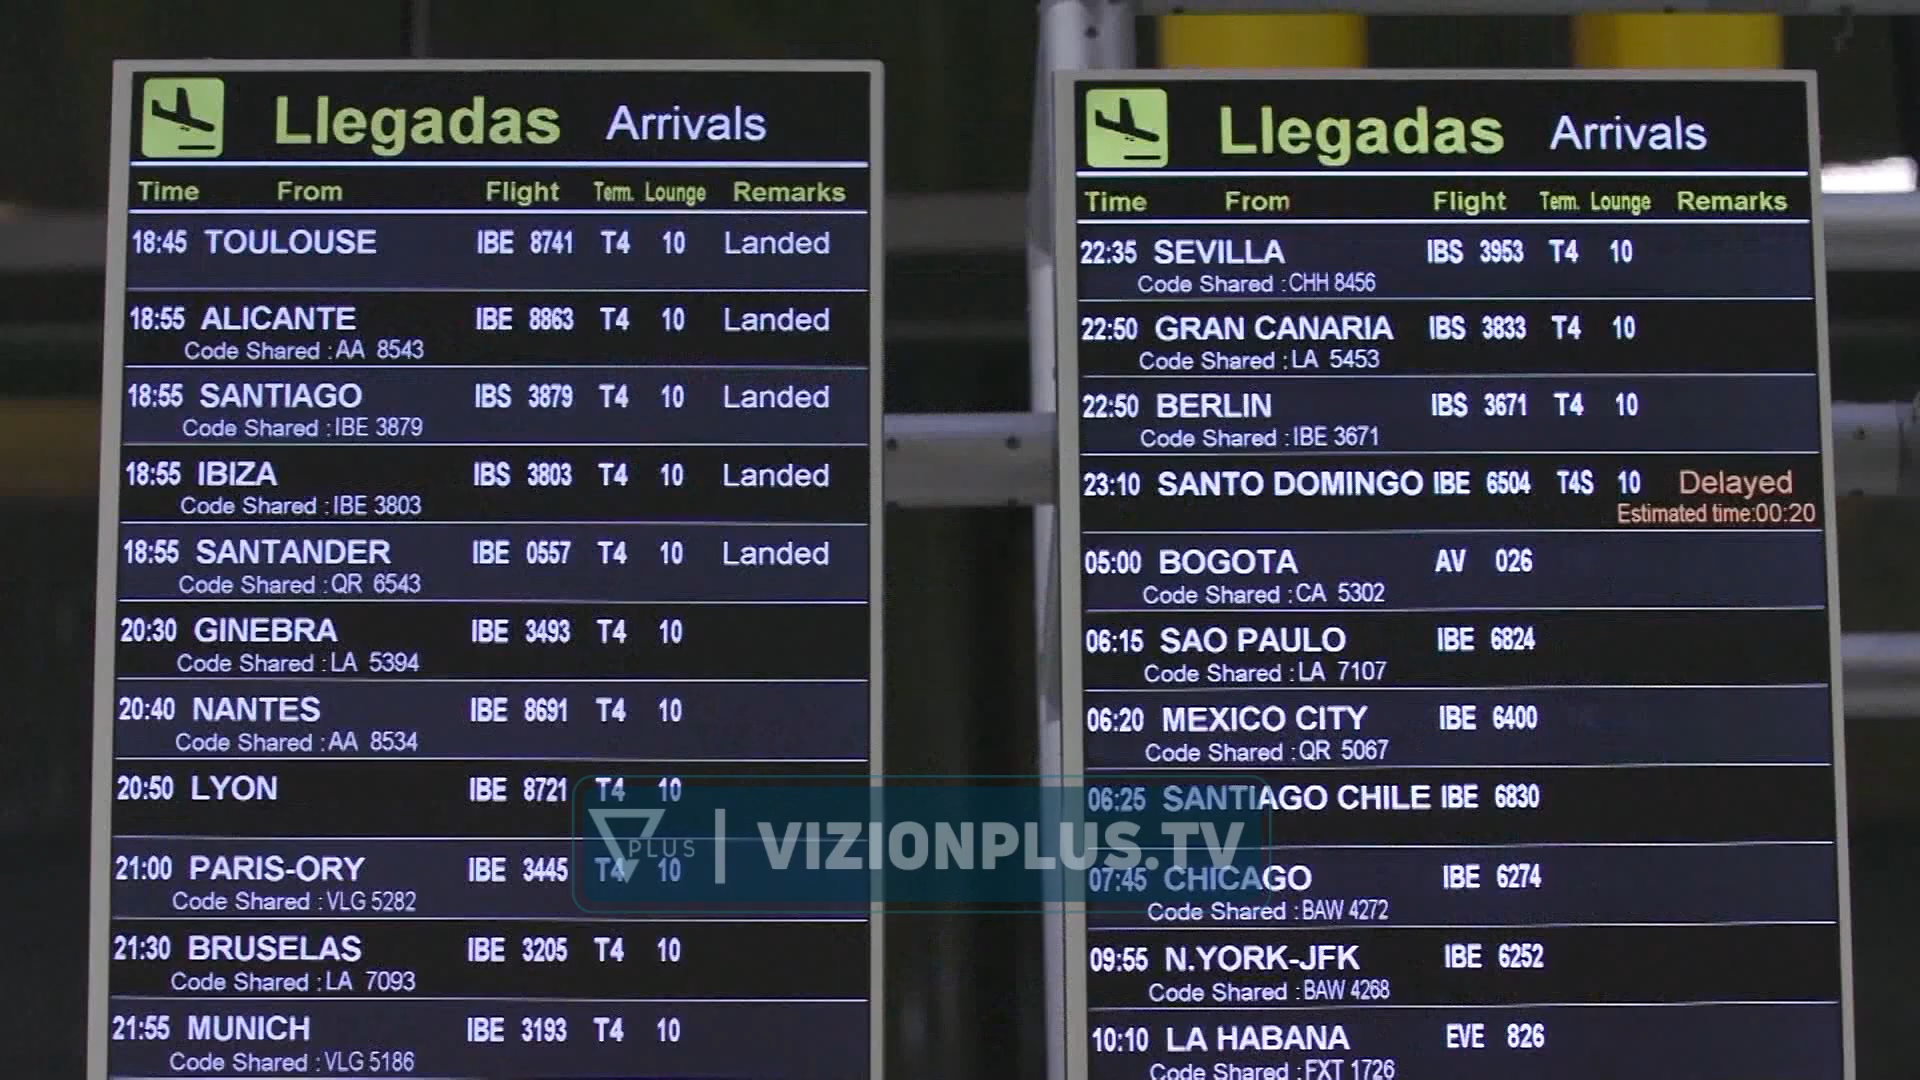 Llegadas Arrivals
Time From Flight Term. Lounge Remarks
18:45 TOULOUSE IBE 8741 T4 10 Landed
18:55 ALICANTE IBE 8863 T4 10 Landed
Code Shared : AA 8543
18:55 SANTIAGO IBS 3879 T4 10 Landed
Code Shared : IBE 3879
18:55 IBIZA IBS 3803 T4 10 Landed
Code Shared : IBE 3803
18:55 SANTANDER IBE 0557 T4 10 Landed
Code Shared : QR 6543
20:30 GINEBRA IBE 3493 T4 10
Code Shared : LA 5394
20:40 NANTES IBE 8691 T4 10
Code Shared : AA 8534
20:50 LYON IBE 8721 T4 10
21:00 PARIS-ORY IBE 3445 T4 10
Code Shared : VLG 5282
21:30 BRUSELAS IBE 3205 T4 10
Code Shared : LA 7093
21:55 MUNICH IBE 3193 T4 10
Code Shared : VLG 5186
Llegadas Arrivals
Time From Flight Term. Lounge Remarks
22:35 SEVILLA IBS 3953 T4 10
Code Shared : CHH 8456
22:50 GRAN CANARIA IBS 3833 T4 10
Code Shared : LA 5453
22:50 BERLIN IBS 3671 T4 10
Code Shared : IBE 3671
23:10 SANTO DOMINGO IBE 6504 T4S 10 Delayed
Estimated time:00:20
05:00 BOGOTA AV 026
Code Shared : CA 5302
06:15 SAO PAULO IBE 6824
Code Shared : LA 7107
06:20 MEXICO CITY IBE 6400
Code Shared : QR 5067
06:25 SANTIAGO CHILE IBE 6830
07:45 CHICAGO IBE 6274
Code Shared : BAW 4272
09:55 N.YORK-JFK IBE 6252
Code Shared : BAW 4268
10:10 LA HABANA EVE 826
Code Shared : FXT 1726
PLUS | VIZIONPLUS.TV